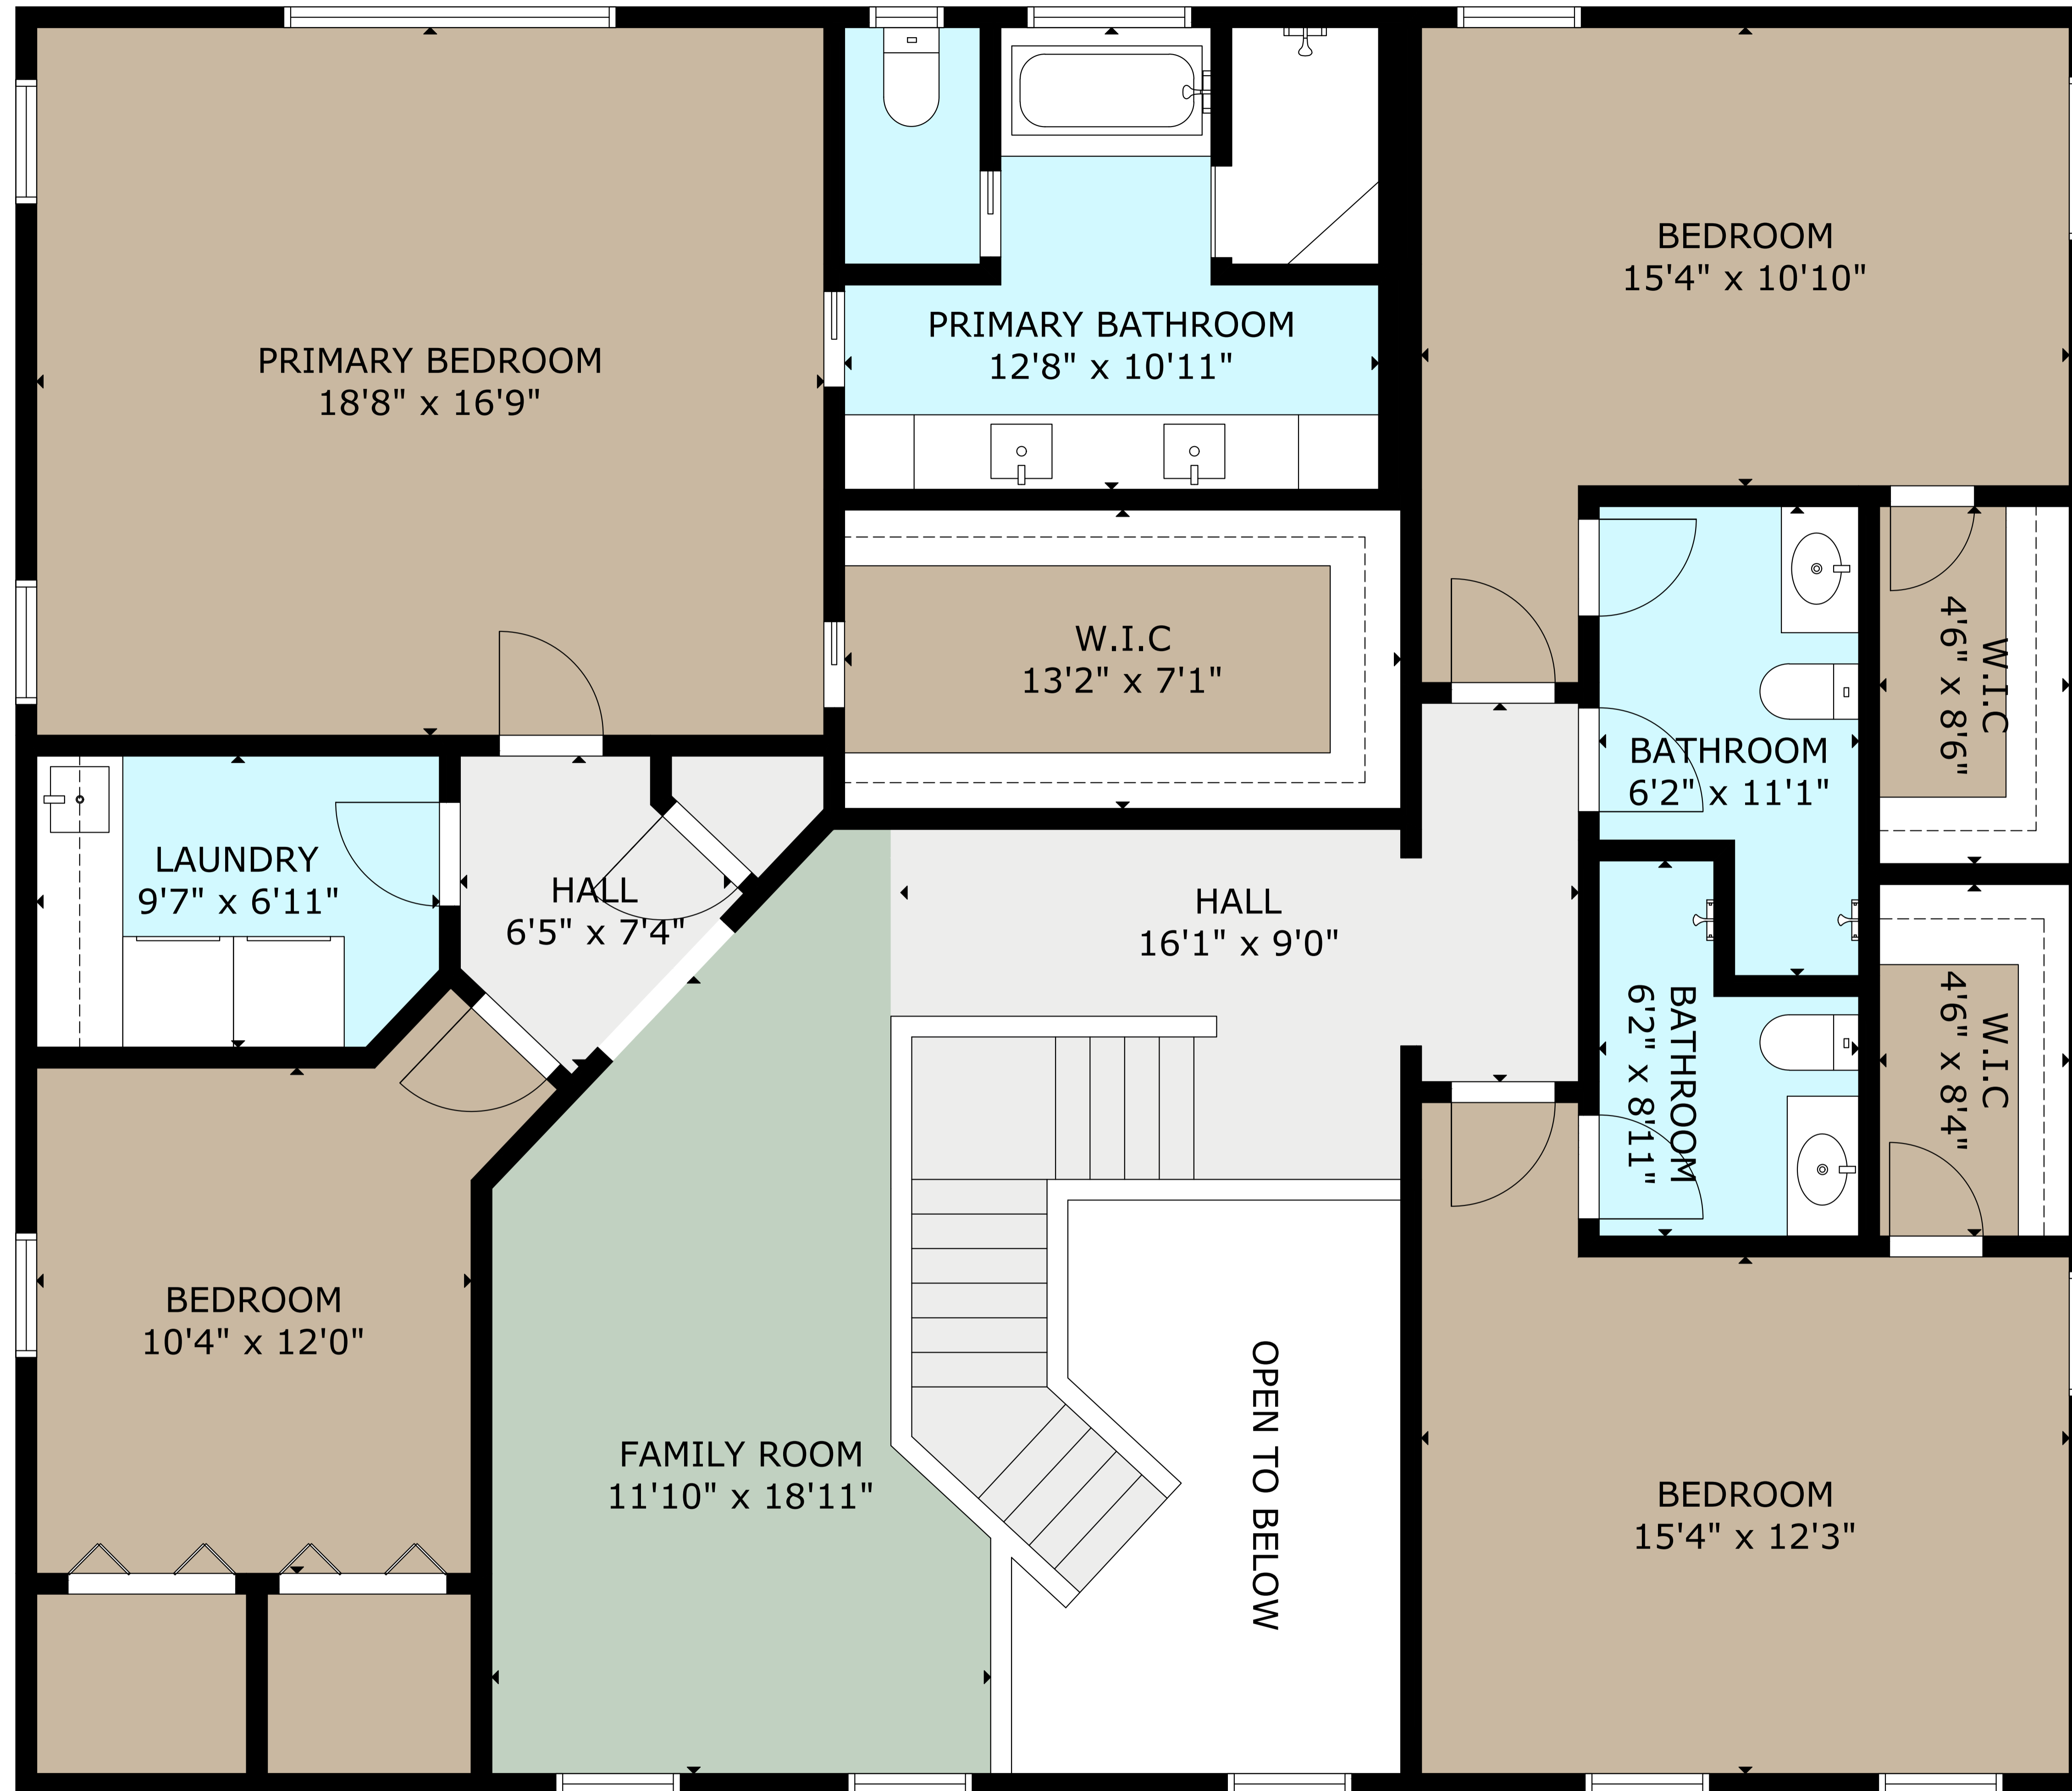 PRIMARY BEDROOM
18'8" x 16'9"
PRIMARY BATHROOM
12'8" x 10'11"
BEDROOM
15'4" x 10'10"
W.I.C
13'2" x 7'1"
W.I.C
4'6" x 8'6"
BATHROOM
6'2" x 11'1"
LAUNDRY
9'7" x 6'11"
HALL
6'5" x 7'4"
HALL
16'1" x 9'0"
BATHROOM
6'2" x 8'11"
W.I.C
4'6" x 8'4"
BEDROOM
10'4" x 12'0"
FAMILY ROOM
11'10" x 18'11"
OPEN TO BELOW
BEDROOM
15'4" x 12'3"